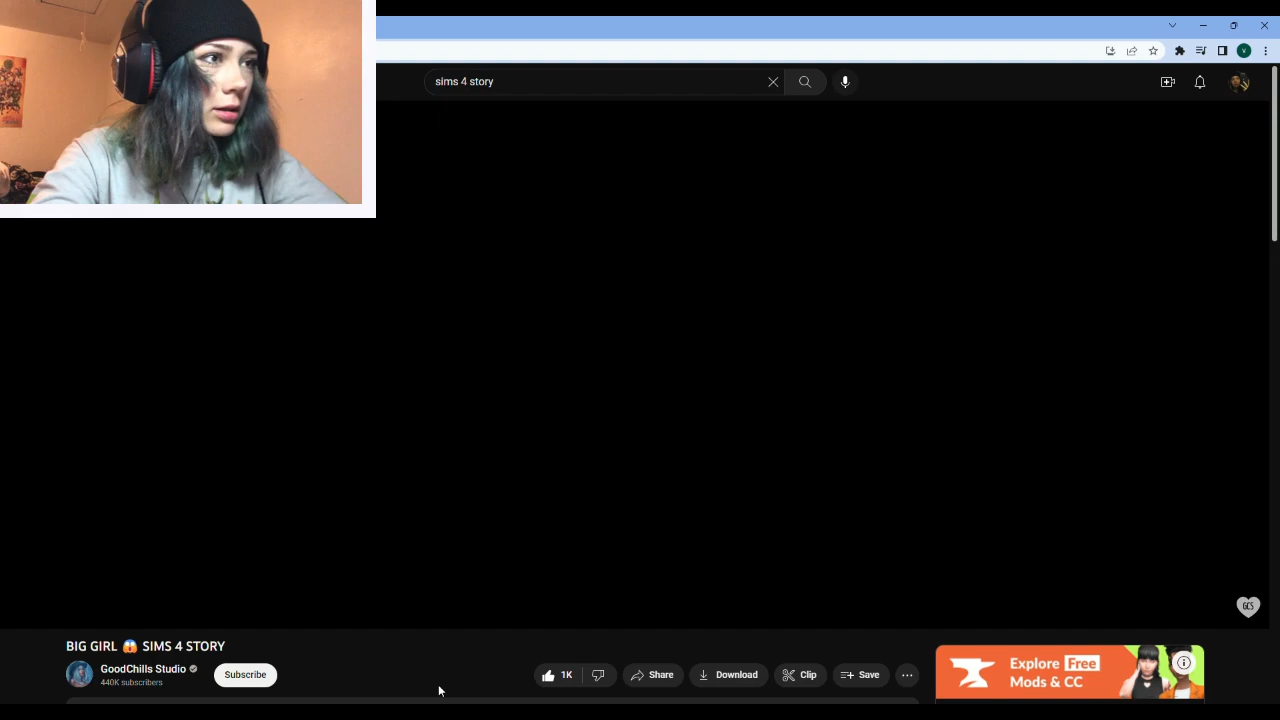 sims 4 story
V
GCS
BIG GIRL 😱 SIMS 4 STORY
GoodChills Studio
440K subscribers
Subscribe
1K
Share
Download
Clip
Save
Explore Free
Mods & CC